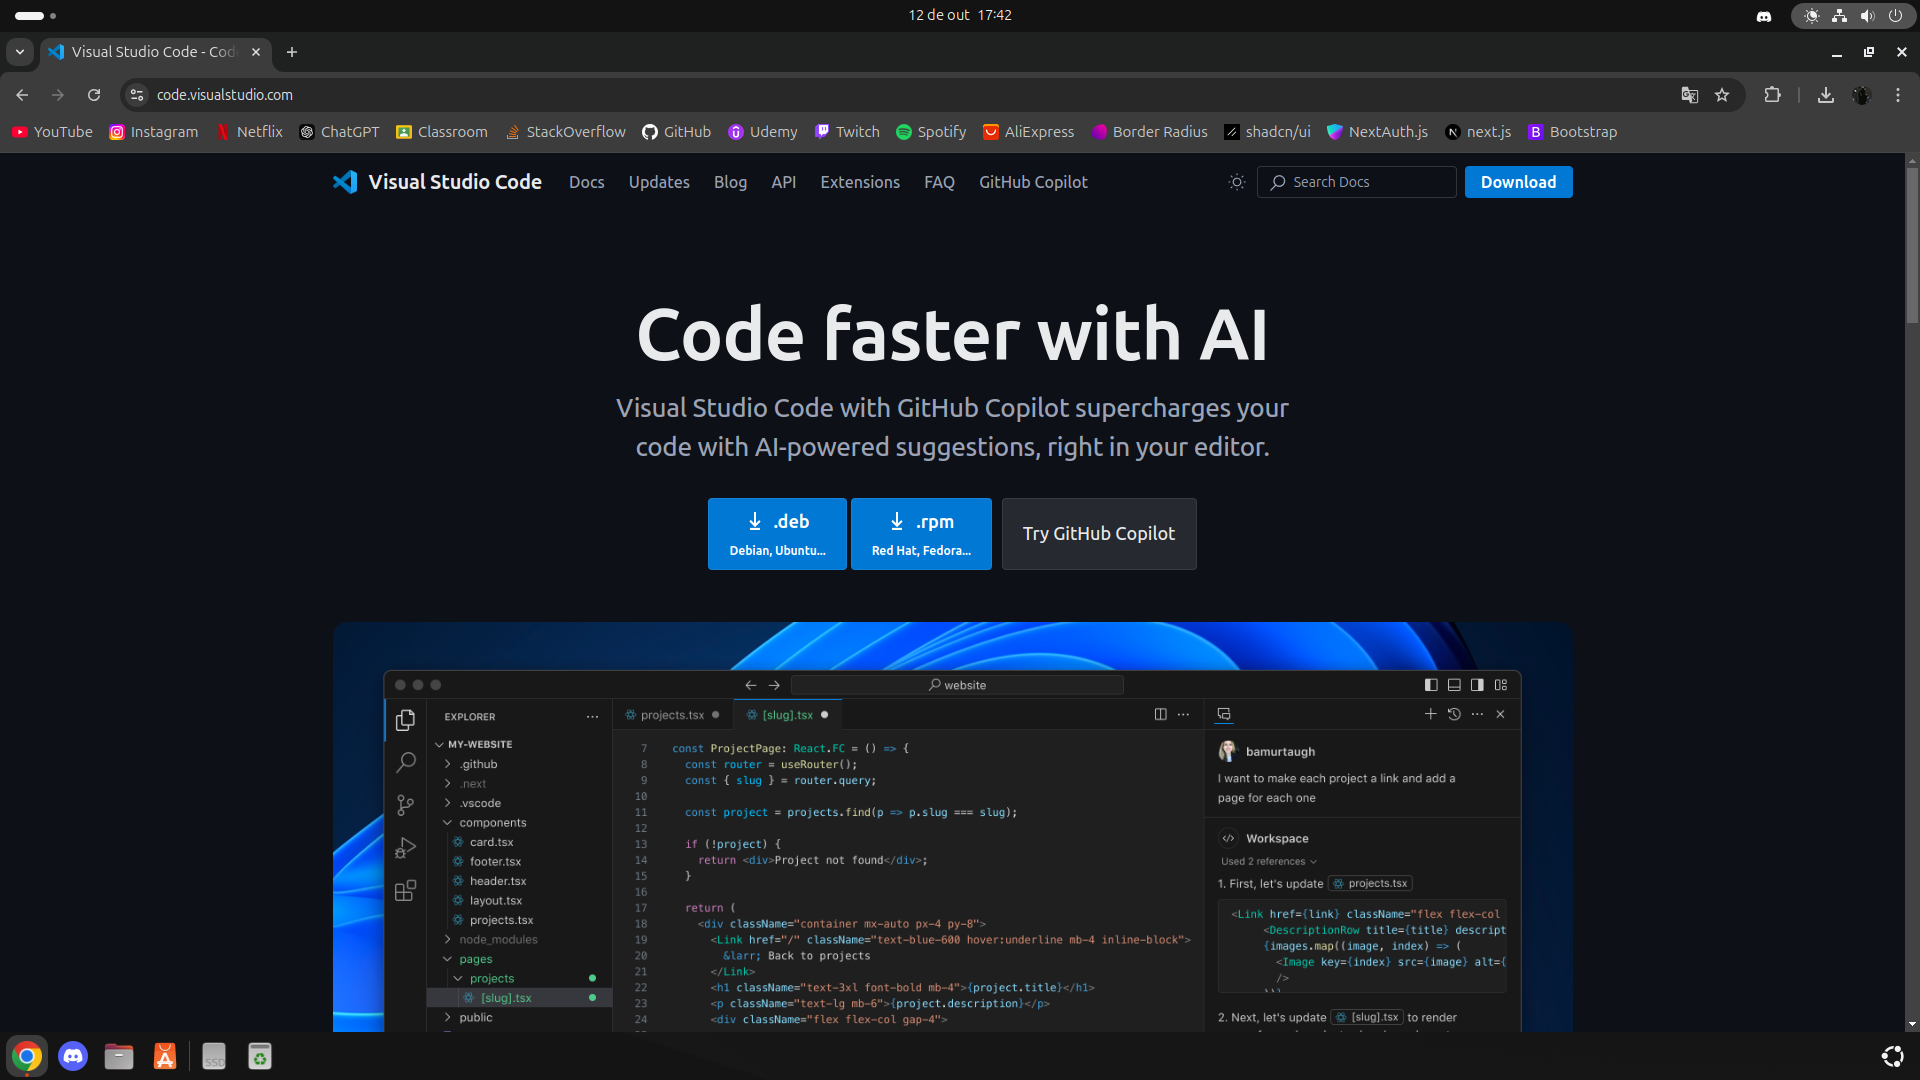 12 de out 17:42
Visual Studio Code - Cod
code.visualstudio.com
YouTube Instagram Netflix ChatGPT Classroom StackOverflow GitHub Udemy Twitch Spotify AliExpress Border Radius shadcn/ui NextAuth.js next.js Bootstrap
Visual Studio Code Docs Updates Blog API Extensions FAQ GitHub Copilot Search Docs Download
Code faster with AI
Visual Studio Code with GitHub Copilot supercharges your
code with AI-powered suggestions, right in your editor.
.deb
Debian, Ubuntu...
.rpm
Red Hat, Fedora...
Try GitHub Copilot
website
EXPLORER
MY-WEBSITE
.github
.next
.vscode
components
card.tsx
footer.tsx
header.tsx
layout.tsx
projects.tsx
node_modules
pages
projects
[slug].tsx
public
projects.tsx [slug].tsx
7 const ProjectPage: React.FC = () => {
8 const router = useRouter();
9 const { slug } = router.query;
10
11 const project = projects.find(p => p.slug === slug);
12
13 if (!project) {
14 return <div>Project not found</div>;
15 }
16
17 return (
18 <div className="container mx-auto px-4 py-8">
19 <Link href="/" className="text-blue-600 hover:underline mb-4 inline-block">
20 &larr; Back to projects
21 </Link>
22 <h1 className="text-3xl font-bold mb-4">{project.title}</h1>
23 <p className="text-lg mb-6">{project.description}</p>
24 <div className="flex flex-col gap-4">
bamurtaugh
I want to make each project a link and add a
page for each one
Workspace
Used 2 references
1. First, let's update projects.tsx
<Link href={link} className="flex flex-col
<DescriptionRow title={title} descript
{images.map((image, index) => (
<Image key={index} src={image} alt={
/>
2. Next, let's update [slug].tsx to render
SSD